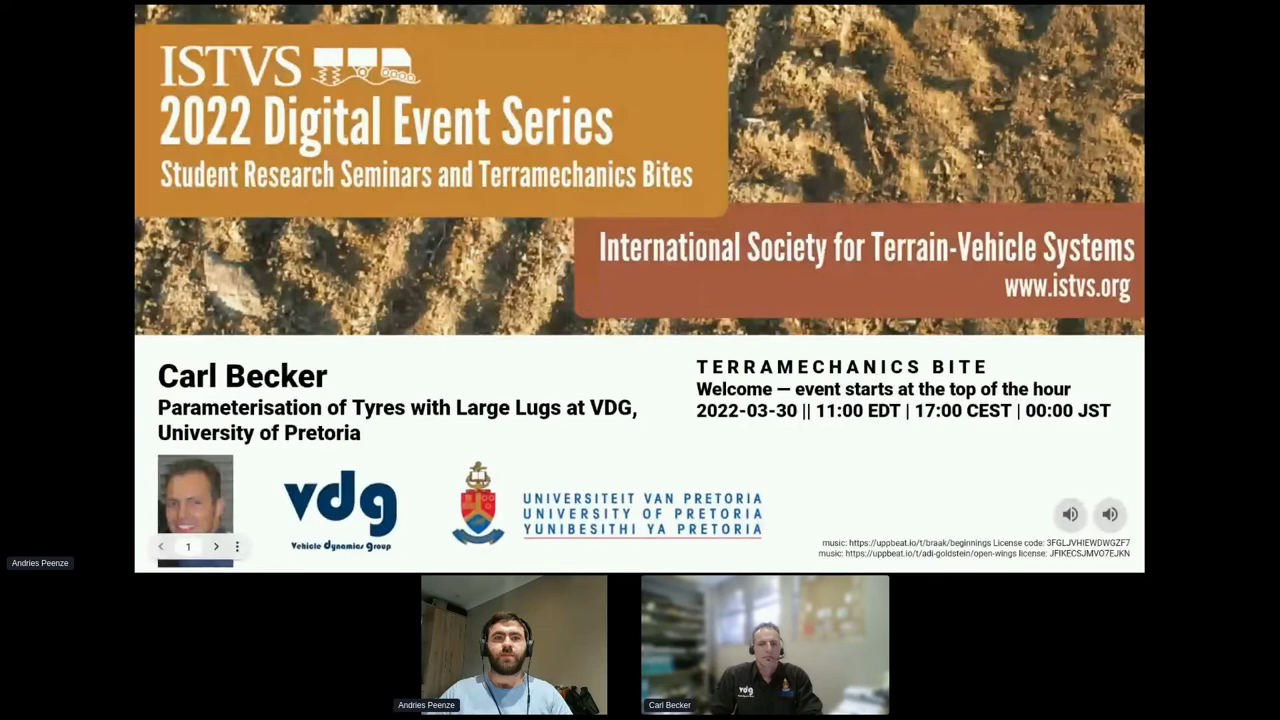 ISTVS
2022 Digital Event Series
Student Research Seminars and Terramechanics Bites
International Society for Terrain-Vehicle Systems
www.istvs.org
Carl Becker
Parameterisation of Tyres with Large Lugs at VDG,
University of Pretoria
TERRAMECHANICS BITE
Welcome — event starts at the top of the hour
2022-03-30 || 11:00 EDT | 17:00 CEST | 00:00 JST
vdg
Vehicle Dynamics Group
UNIVERSITEIT VAN PRETORIA
UNIVERSITY OF PRETORIA
YUNIBESITHI YA PRETORIA
1
music: https://uppbeat.io/t/braak/beginnings License code: 3FGLJVHIEWDWGZF7
music: https://uppbeat.io/t/adi-goldstein/open-wings license: JFIKECSJMVO7EJKN
Andries Peenze
Andries Peenze
vdg
Carl Becker